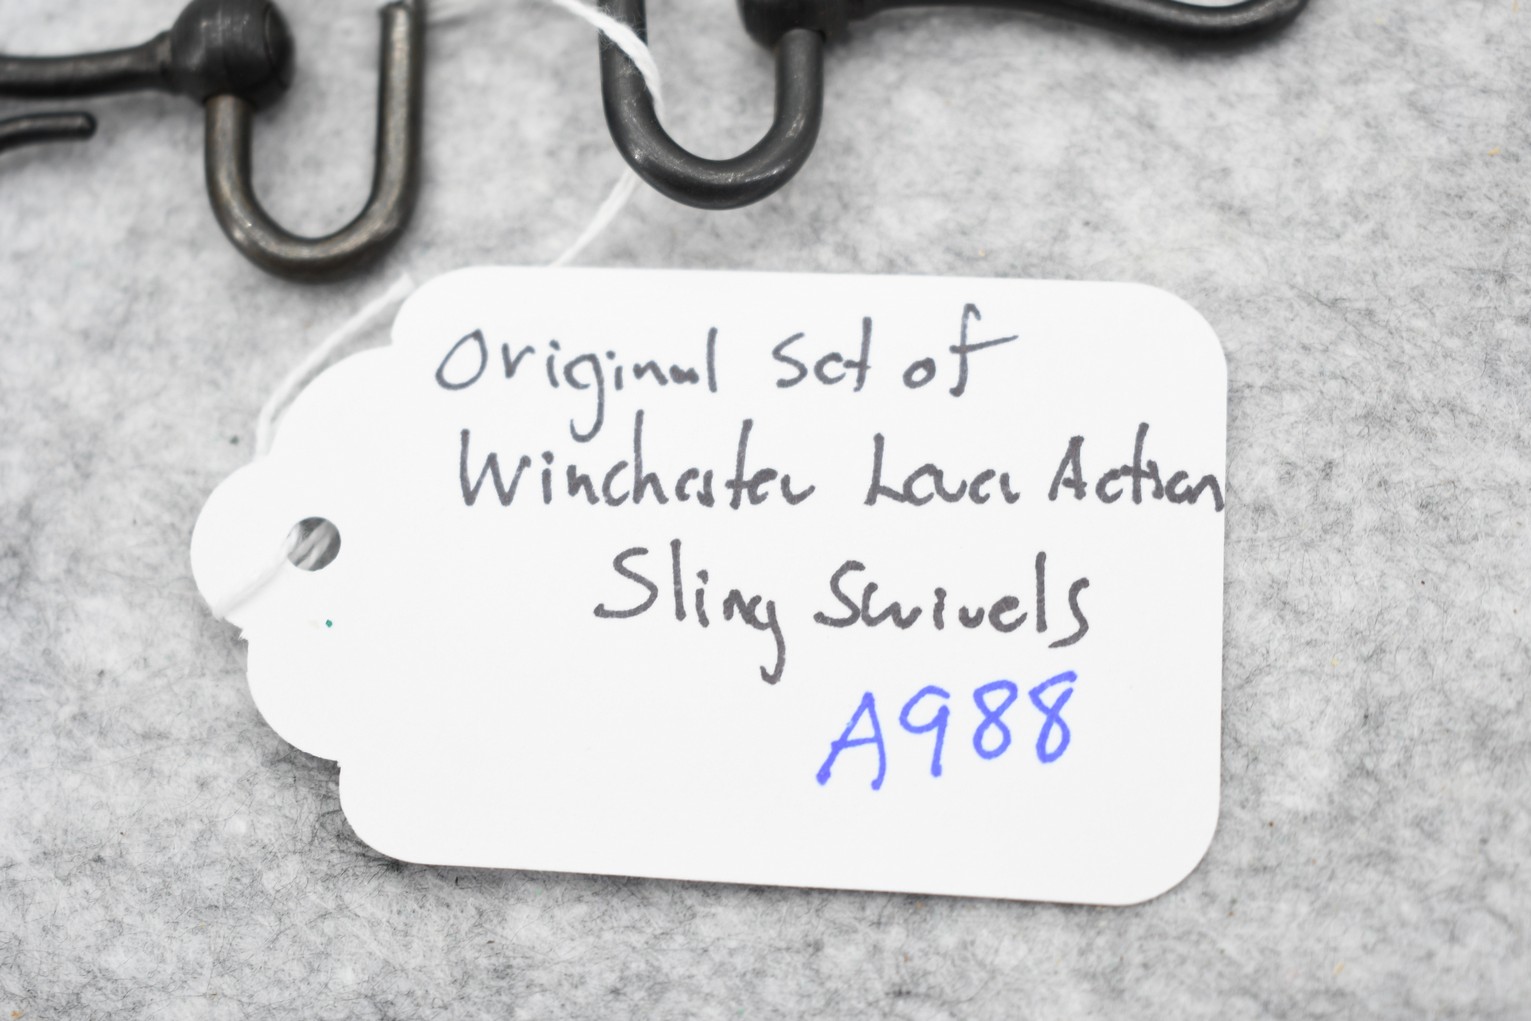 Original Set of
Winchester Lever Action
Sling Swivels
A988